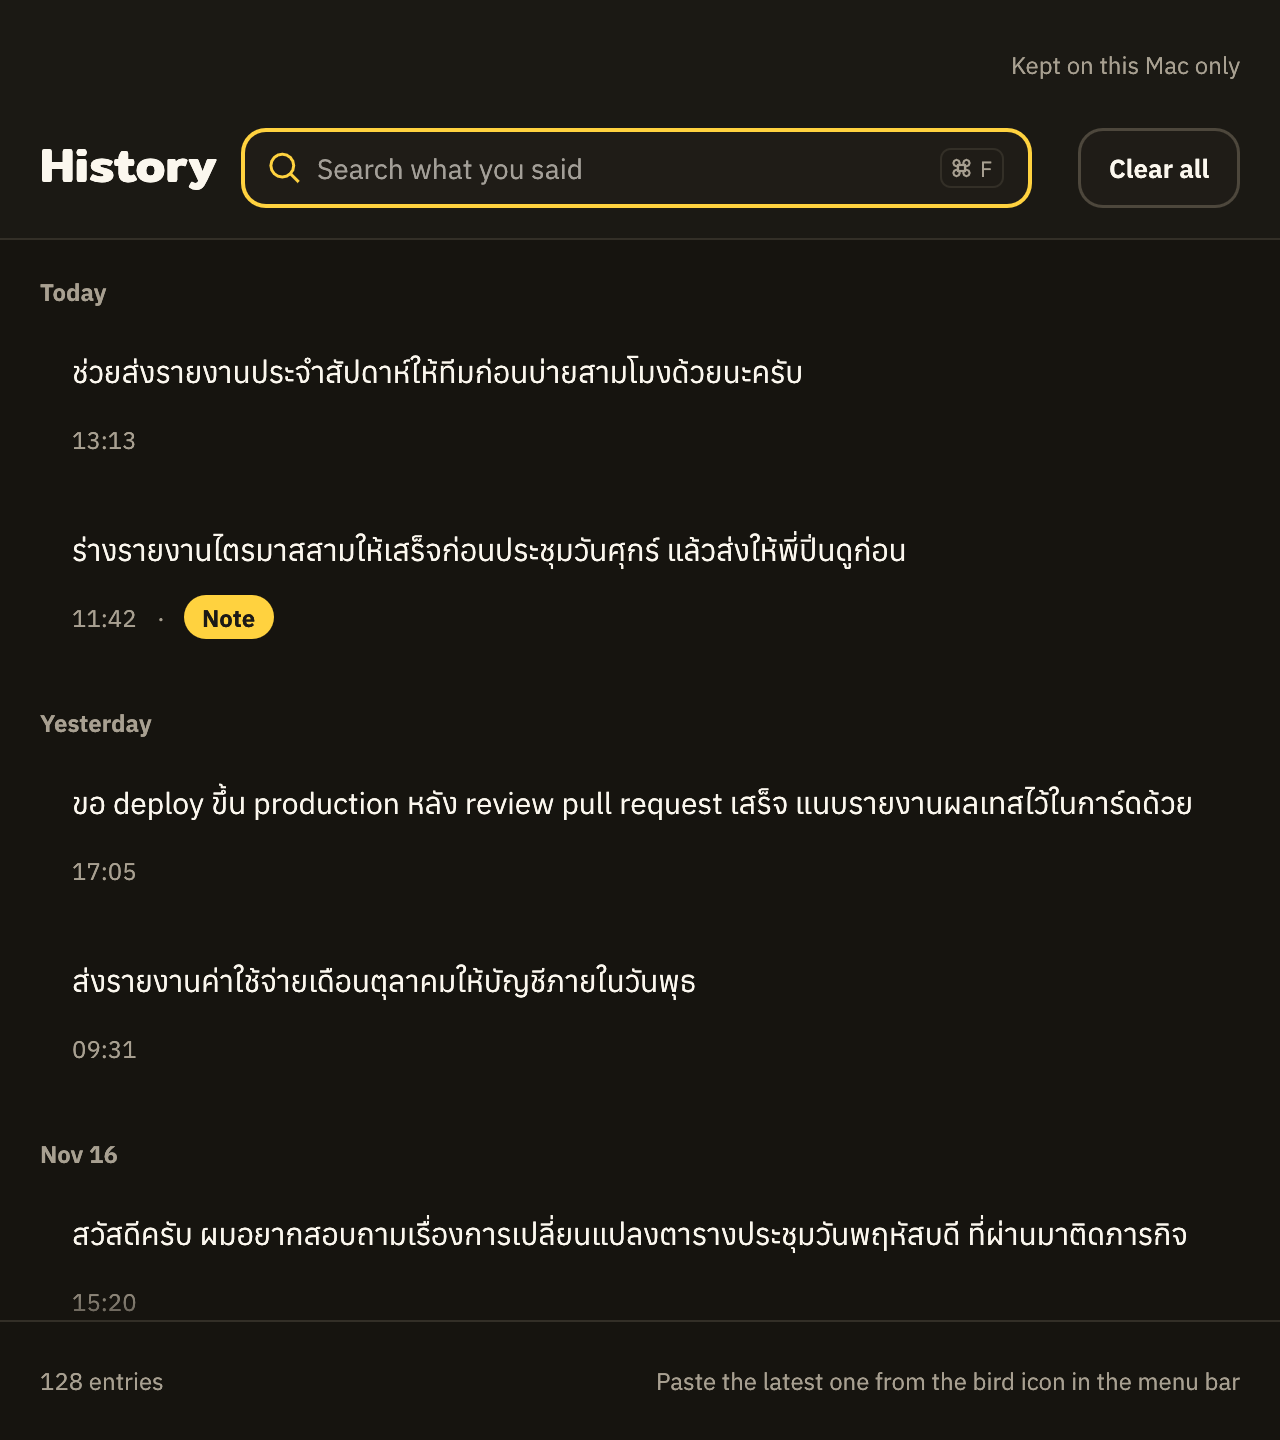 Kept on this Mac only
History
Search what you said
⌘ F
Clear all
Today
ช่วยส่งรายงานประจำสัปดาห์ให้ทีมก่อนบ่ายสามโมงด้วยนะครับ
13:13
ร่างรายงานไตรมาสสามให้เสร็จก่อนประชุมวันศุกร์ แล้วส่งให้พี่ปิ่นดูก่อน
11:42 · Note
Yesterday
ขอ deploy ขึ้น production หลัง review pull request เสร็จ แนบรายงานผลเทสไว้ในการ์ดด้วย
17:05
ส่งรายงานค่าใช้จ่ายเดือนตุลาคมให้บัญชีภายในวันพุธ
09:31
Nov 16
สวัสดีครับ ผมอยากสอบถามเรื่องการเปลี่ยนแปลงตารางประชุมวันพฤหัสบดี ที่ผ่านมาติดภารกิจ
15:20
128 entries
Paste the latest one from the bird icon in the menu bar